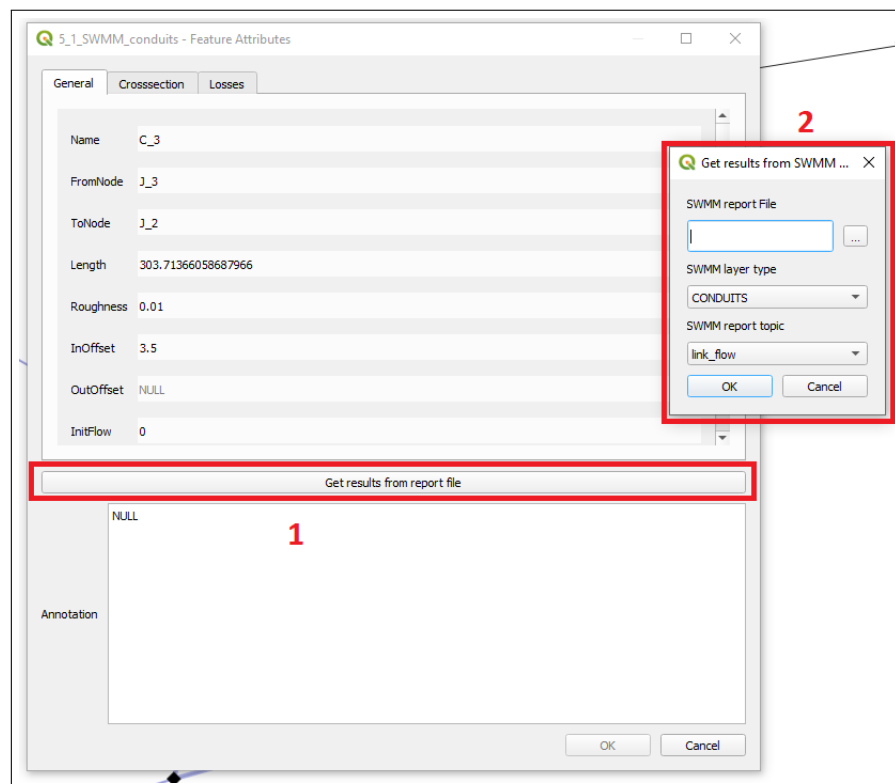 5_1_SWMM_conduits - Feature Attributes
General Crosssection Losses
Name C_3
FromNode J_3
ToNode J_2
Length 303.71366058687966
Roughness 0.01
InOffset 3.5
OutOffset NULL
InitFlow 0
Get results from report file
1
Annotation NULL
OK Cancel
2
Get results from SWMM ...
SWMM report File
...
SWMM layer type
CONDUITS
SWMM report topic
link_flow
OK Cancel